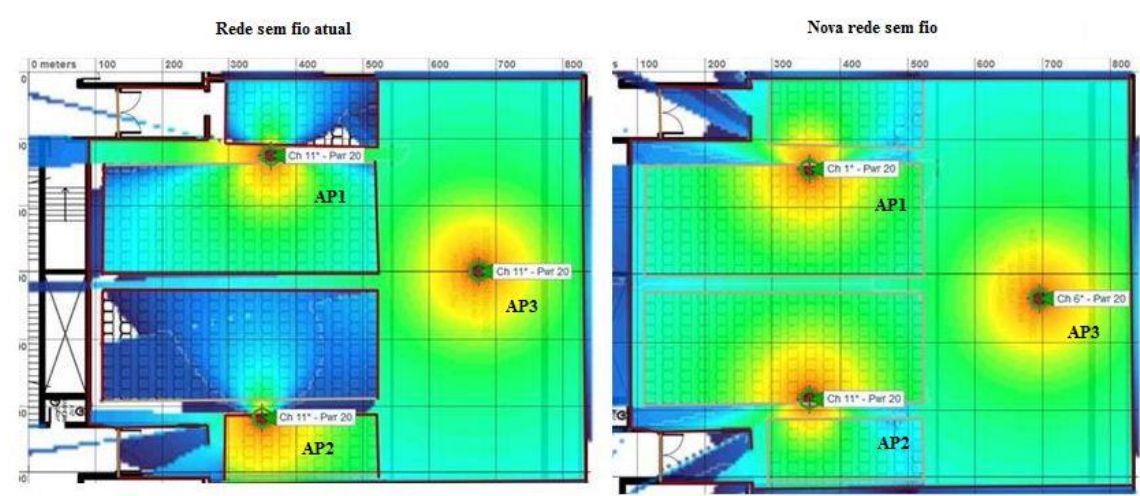 Rede sem fio atual
Nova rede sem fio
0 meters 100 200 300 400 500 600 700 800
0
Ch 11* - Pwr 20
AP1
Ch 11* - Pwr 20
AP3
Ch 11* - Pwr 20
AP2
100 200 300 400 500 600 700 800
Ch 1* - Pwr 20
AP1
Ch 6* - Pwr 20
AP3
Ch 11* - Pwr 20
AP2